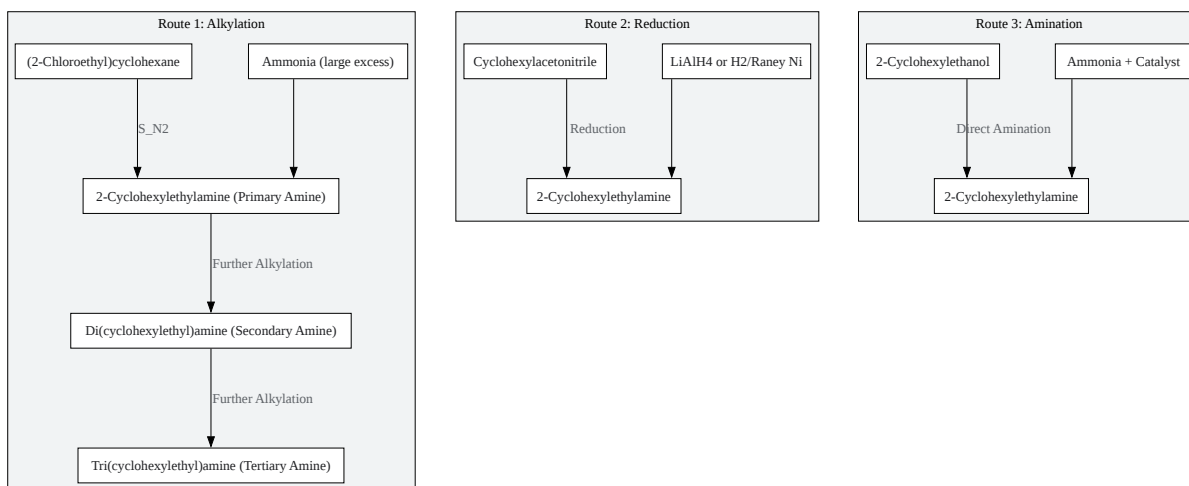 Route 1: Alkylation
(2-Chloroethyl)cyclohexane
Ammonia (large excess)
S_N2
2-Cyclohexylethylamine (Primary Amine)
Further Alkylation
Di(cyclohexylethyl)amine (Secondary Amine)
Further Alkylation
Tri(cyclohexylethyl)amine (Tertiary Amine)
Route 2: Reduction
Cyclohexylacetonitrile
LiAlH4 or H2/Raney Ni
Reduction
2-Cyclohexylethylamine
Route 3: Amination
2-Cyclohexylethanol
Ammonia + Catalyst
Direct Amination
2-Cyclohexylethylamine